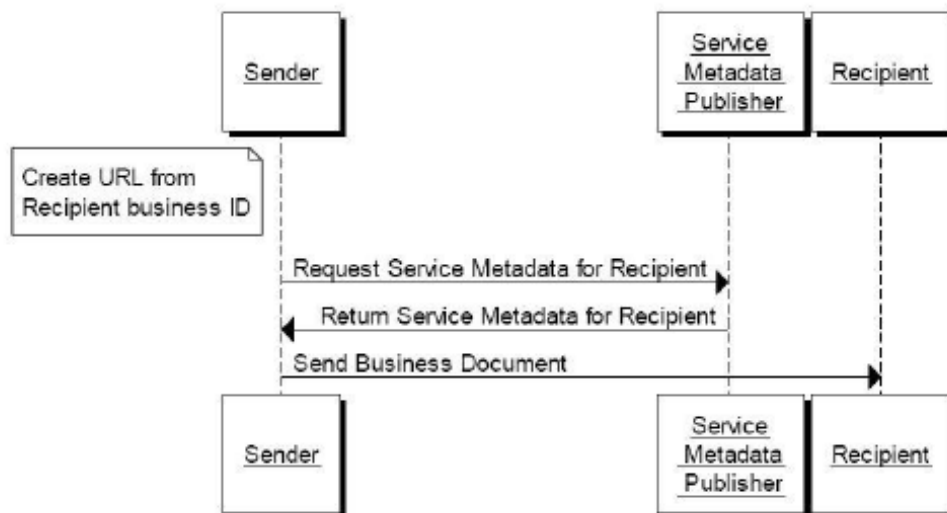 Sender
Service
Metadata
Publisher
Recipient
Create URL from
Recipient business ID
Request Service Metadata for Recipient
Return Service Metadata for Recipient
Send Business Document
Sender
Service
Metadata
Publisher
Recipient